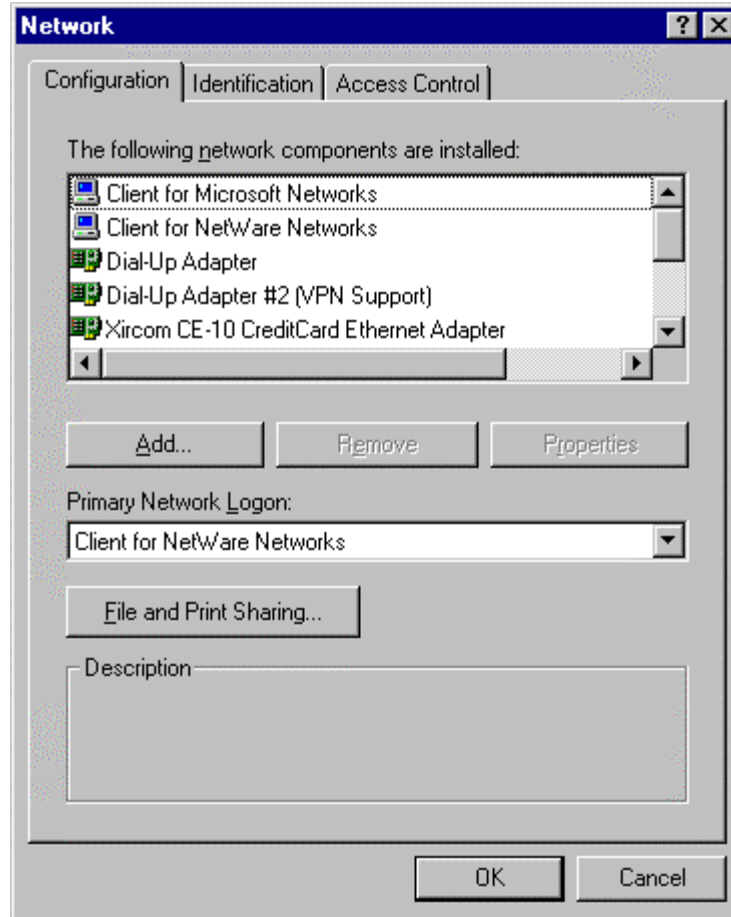 Network
Configuration Identification Access Control
The following network components are installed:
Client for Microsoft Networks
Client for NetWare Networks
Dial-Up Adapter
Dial-Up Adapter #2 (VPN Support)
Xircom CE-10 CreditCard Ethernet Adapter
Add... Remove Properties
Primary Network Logon:
Client for NetWare Networks
File and Print Sharing...
Description
OK Cancel